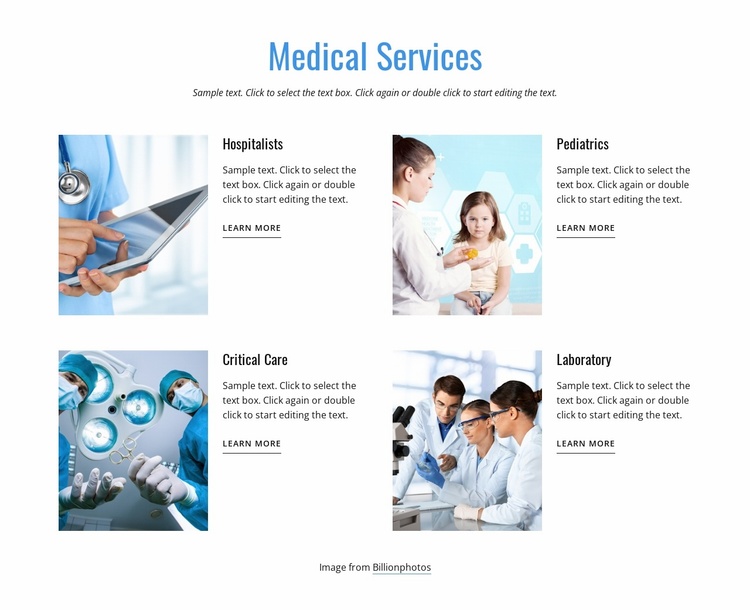 Medical Services
Sample text. Click to select the text box. Click again or double click to start editing the text.
Hospitalists
Sample text. Click to select the
text box. Click again or double
click to start editing the text.
LEARN MORE
Pediatrics
Sample text. Click to select the
text box. Click again or double
click to start editing the text.
LEARN MORE
Critical Care
Sample text. Click to select the
text box. Click again or double
click to start editing the text.
LEARN MORE
Laboratory
Sample text. Click to select the
text box. Click again or double
click to start editing the text.
LEARN MORE
Image from Billionphotos